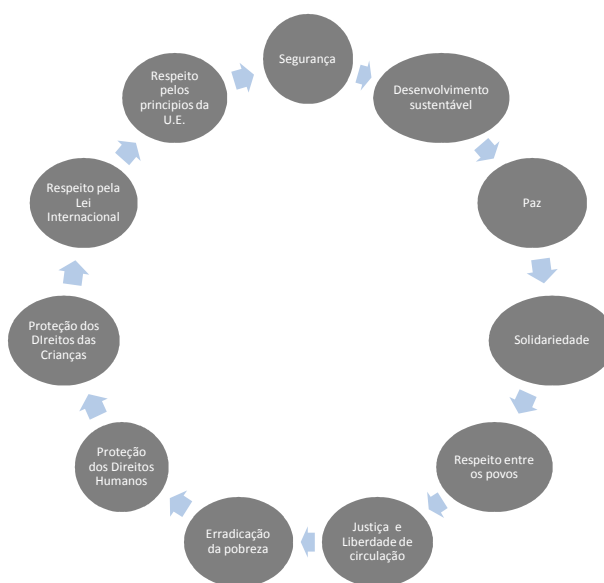 Segurança
Desenvolvimento
sustentável
Paz
Solidariedade
Respeito entre
os povos
Justiça e
Liberdade de
circulação
Erradicação
da pobreza
Proteção
dos Direitos
Humanos
Proteção dos
DIreitos das
Crianças
Respeito pela
Lei
Internacional
Respeito
pelos
principios da
U.E.